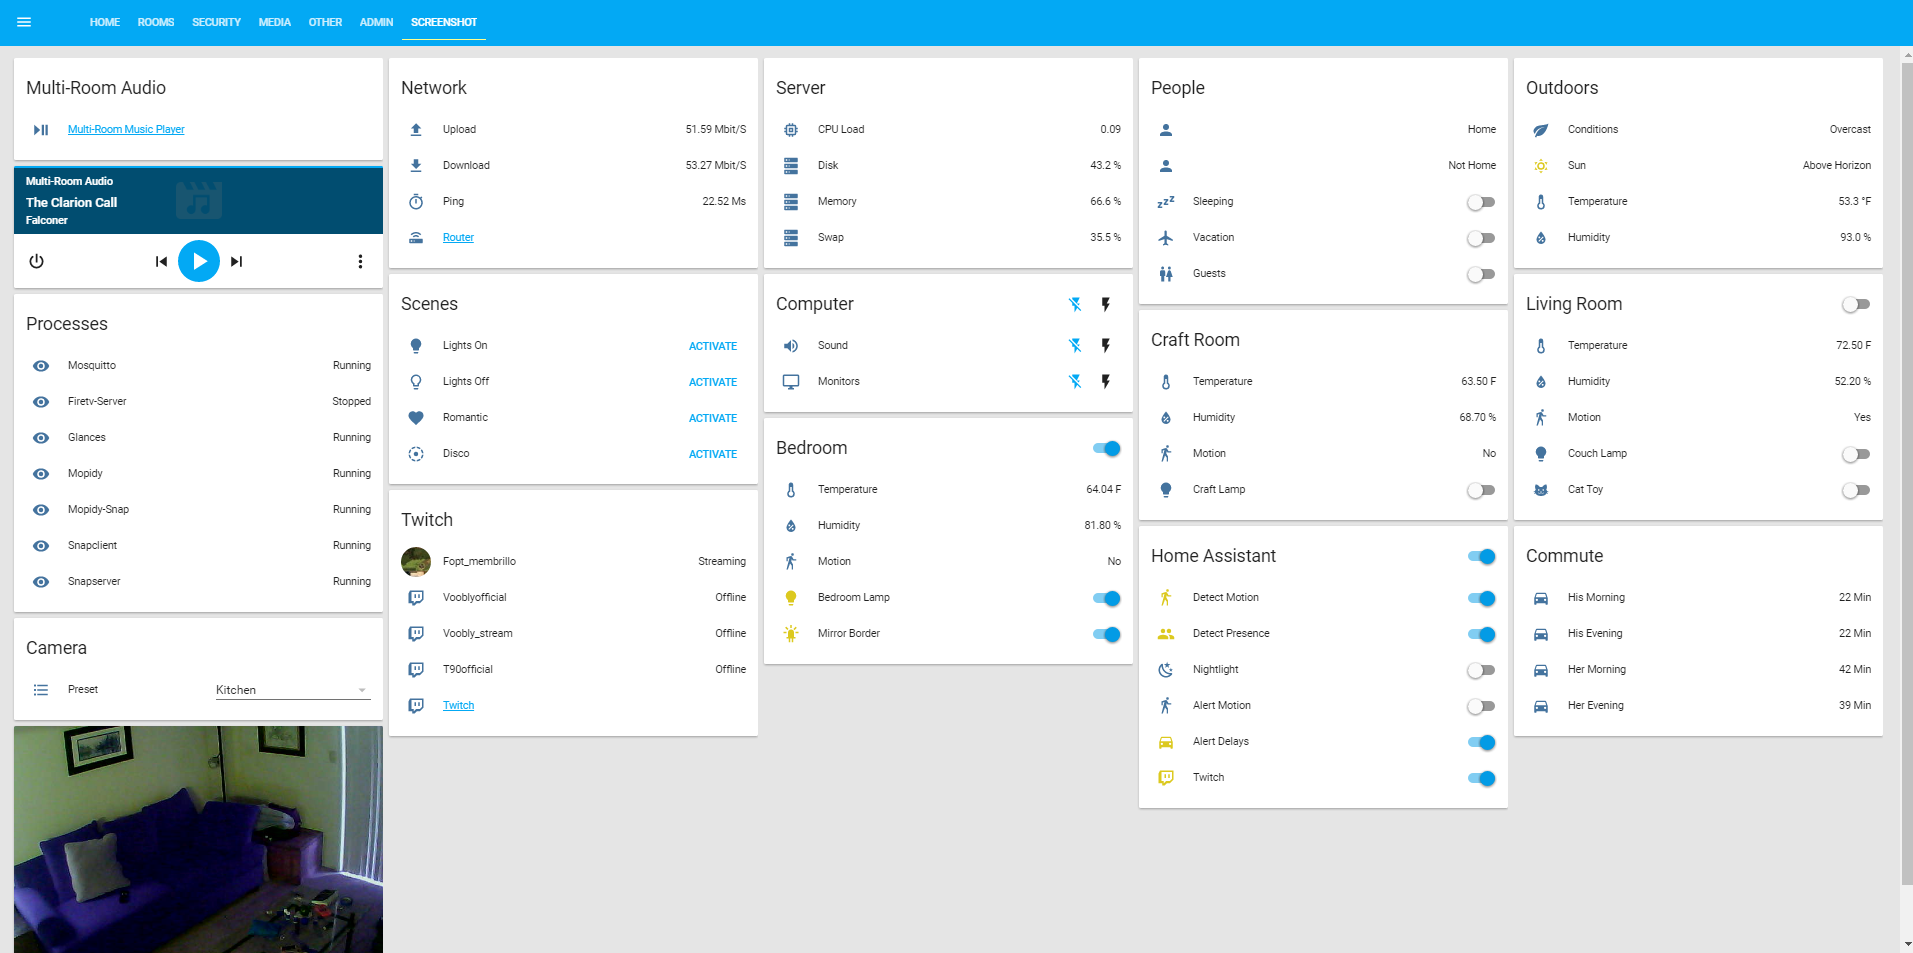 HOME ROOMS SECURITY MEDIA OTHER ADMIN SCREENSHOT
Multi-Room Audio
Multi-Room Music Player
Multi-Room Audio
The Clarion Call
Falconer
Processes
Mosquitto Running
Firetv-Server Stopped
Glances Running
Mopidy Running
Mopidy-Snap Running
Snapclient Running
Snapserver Running
Camera
Preset Kitchen
Network
Upload 51.59 Mbit/S
Download 53.27 Mbit/S
Ping 22.52 Ms
Router
Scenes
Lights On ACTIVATE
Lights Off ACTIVATE
Romantic ACTIVATE
Disco ACTIVATE
Twitch
Fopt_membrillo Streaming
Vooblyofficial Offline
Voobly_stream Offline
T90official Offline
Twitch
Server
CPU Load 0.09
Disk 43.2 %
Memory 66.6 %
Swap 35.5 %
Computer
Sound
Monitors
Bedroom
Temperature 64.04 F
Humidity 81.80 %
Motion No
Bedroom Lamp
Mirror Border
People
Home
Not Home
Sleeping
Vacation
Guests
Craft Room
Temperature 63.50 F
Humidity 68.70 %
Motion No
Craft Lamp
Home Assistant
Detect Motion
Detect Presence
Nightlight
Alert Motion
Alert Delays
Twitch
Outdoors
Conditions Overcast
Sun Above Horizon
Temperature 53.3 °F
Humidity 93.0 %
Living Room
Temperature 72.50 F
Humidity 52.20 %
Motion Yes
Couch Lamp
Cat Toy
Commute
His Morning 22 Min
His Evening 22 Min
Her Morning 42 Min
Her Evening 39 Min